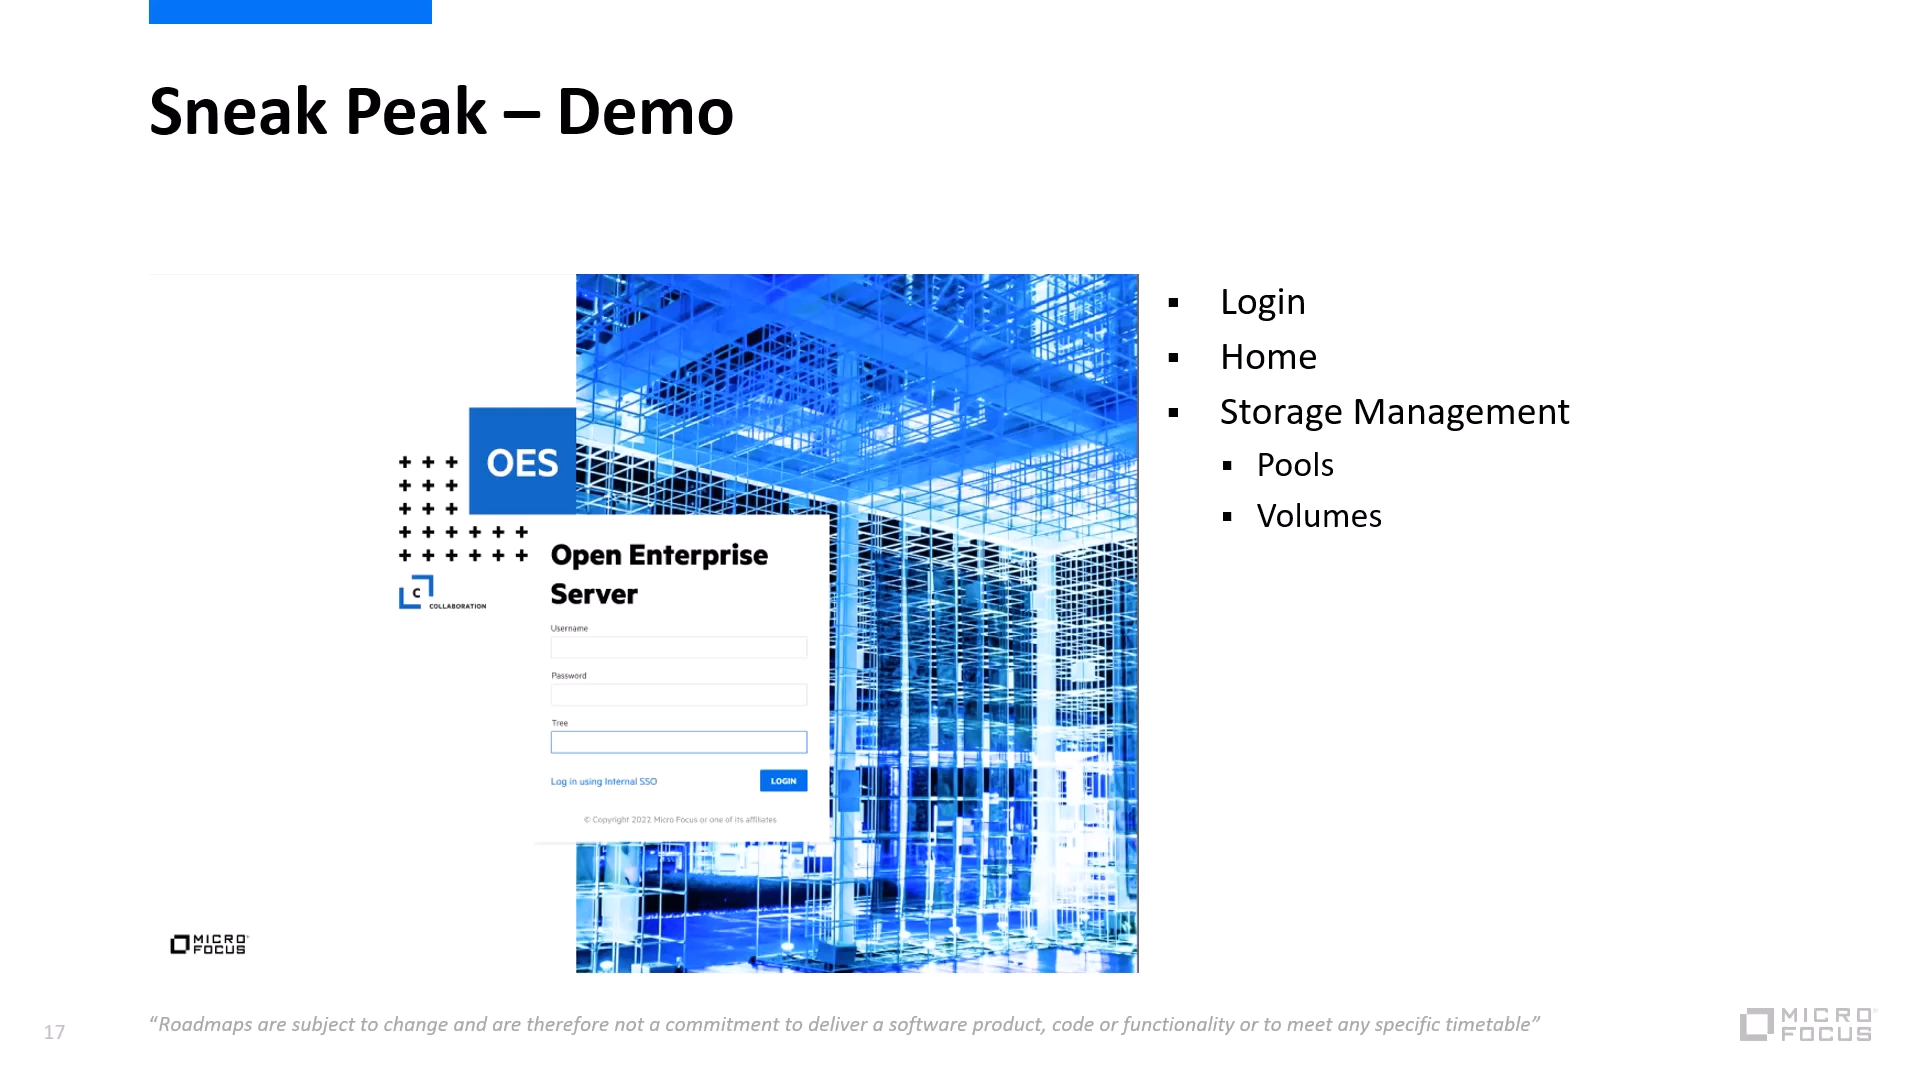 Sneak Peak – Demo
OES
C
COLLABORATION
Open Enterprise
Server
Username
Password
Tree
Log in using Internal SSO
LOGIN
© Copyright 2022 Micro Focus or one of its affiliates
MICRO
FOCUS
▪ Login
▪ Home
▪ Storage Management
▪ Pools
▪ Volumes
17
“Roadmaps are subject to change and are therefore not a commitment to deliver a software product, code or functionality or to meet any specific timetable”
MICRO
FOCUS